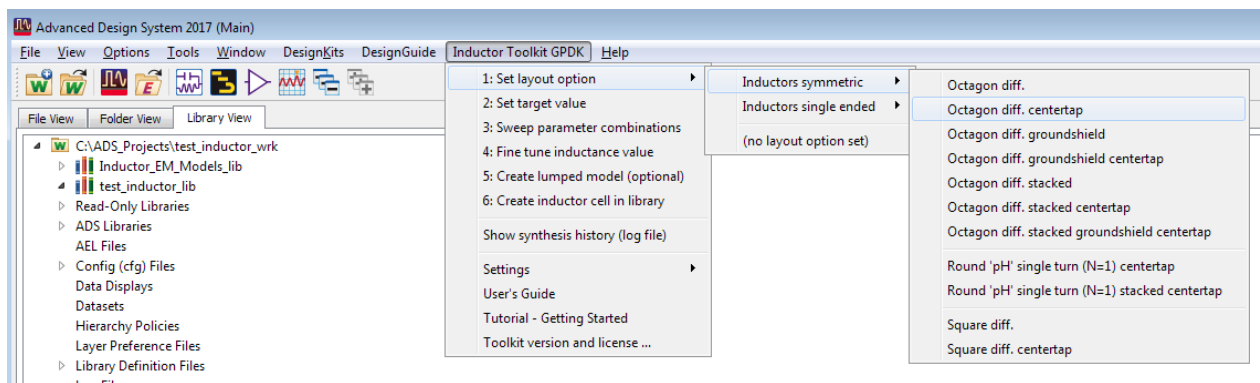 Advanced Design System 2017 (Main)
File View Options Tools Window DesignKits DesignGuide Inductor Toolkit GPDK Help
File View Folder View Library View
C:\ADS_Projects\test_inductor_wrk
Inductor_EM_Models_lib
test_inductor_lib
Read-Only Libraries
ADS Libraries
AEL Files
Config (cfg) Files
Data Displays
Datasets
Hierarchy Policies
Layer Preference Files
Library Definition Files
1: Set layout option
2: Set target value
3: Sweep parameter combinations
4: Fine tune inductance value
5: Create lumped model (optional)
6: Create inductor cell in library
Show synthesis history (log file)
Settings
User's Guide
Tutorial - Getting Started
Toolkit version and license ...
Inductors symmetric
Inductors single ended
(no layout option set)
Octagon diff.
Octagon diff. centertap
Octagon diff. groundshield
Octagon diff. groundshield centertap
Octagon diff. stacked
Octagon diff. stacked centertap
Octagon diff. stacked groundshield centertap
Round 'pH' single turn (N=1) centertap
Round 'pH' single turn (N=1) stacked centertap
Square diff.
Square diff. centertap